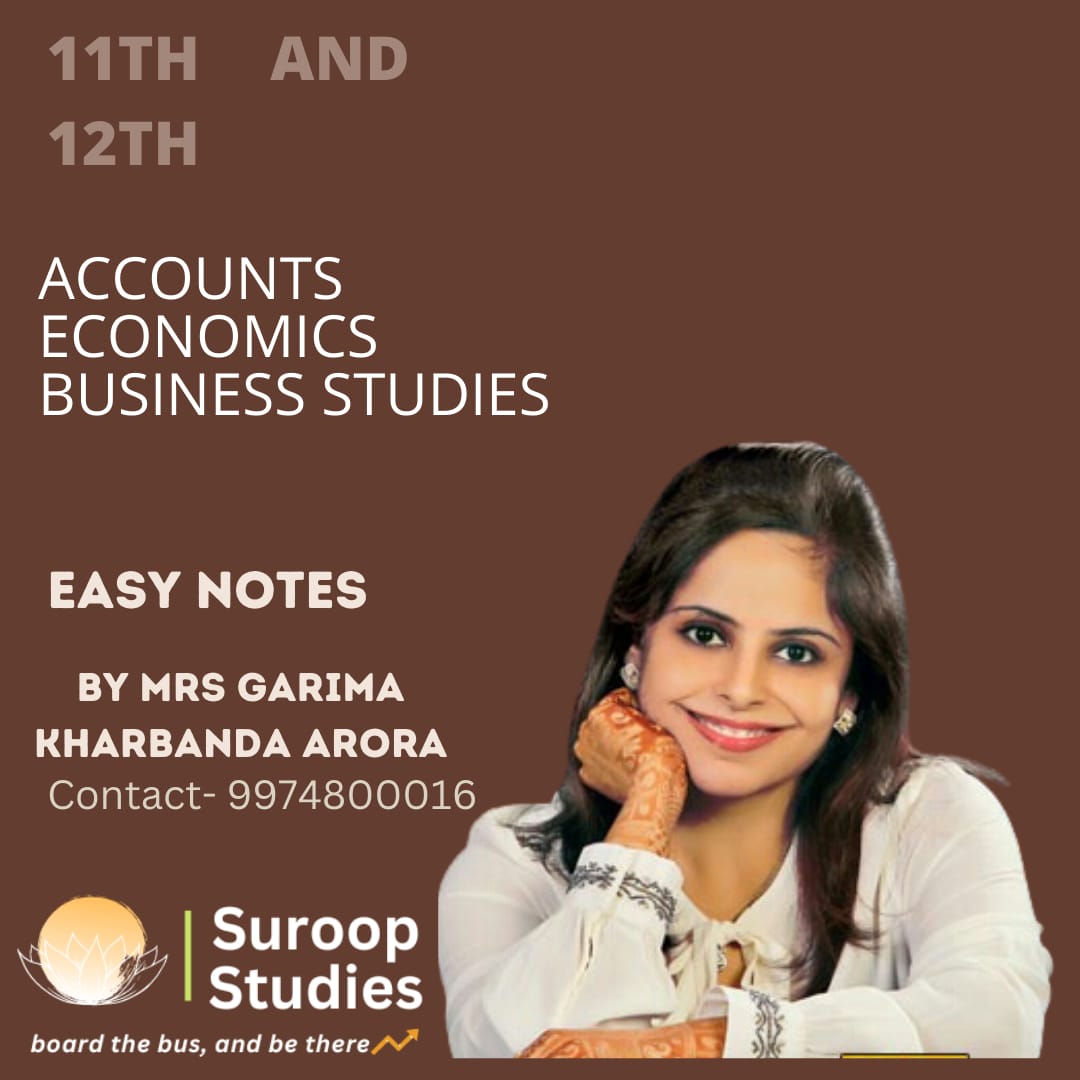 11TH AND
12TH
ACCOUNTS
ECONOMICS
BUSINESS STUDIES
EASY NOTES
BY MRS GARIMA
KHARBANDA ARORA
Contact- 9974800016
Suroop
Studies
board the bus, and be there